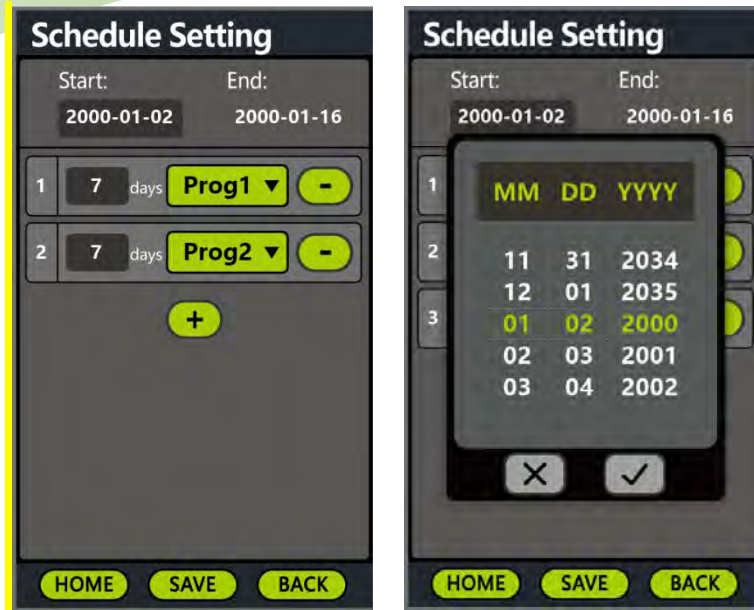 Schedule Setting
Start: End:
2000-01-02 2000-01-16
1 7 days Prog1 ▼ -
2 7 days Prog2 ▼ -
+
HOME SAVE BACK
Schedule Setting
Start: End:
2000-01-02 2000-01-16
1
2
3
MM DD YYYY
11 31 2034
12 01 2035
01 02 2000
02 03 2001
03 04 2002
HOME SAVE BACK